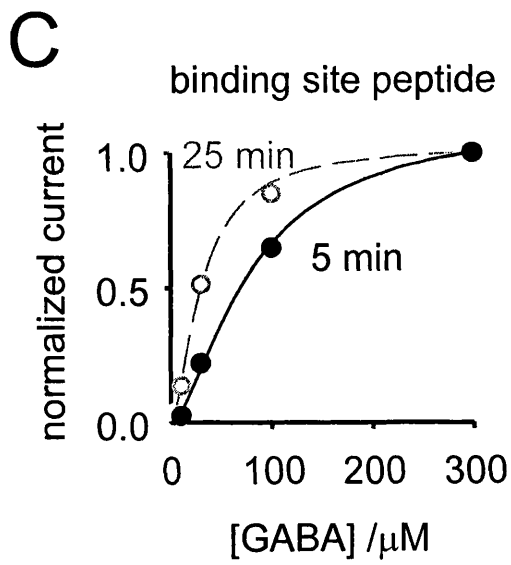 C
binding site peptide
normalized current
1.0
25 min
0.5
5 min
0.0
0 100 200 300
[GABA] /µM